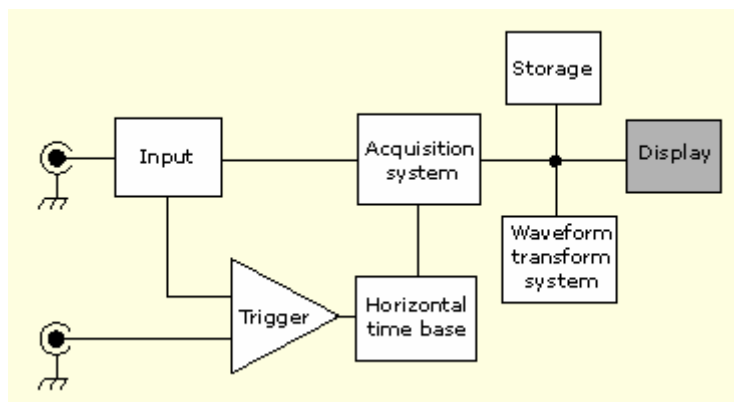 Storage
Input
Acquisition
system
Display
Waveform
transform
system
Trigger
Horizontal
time base